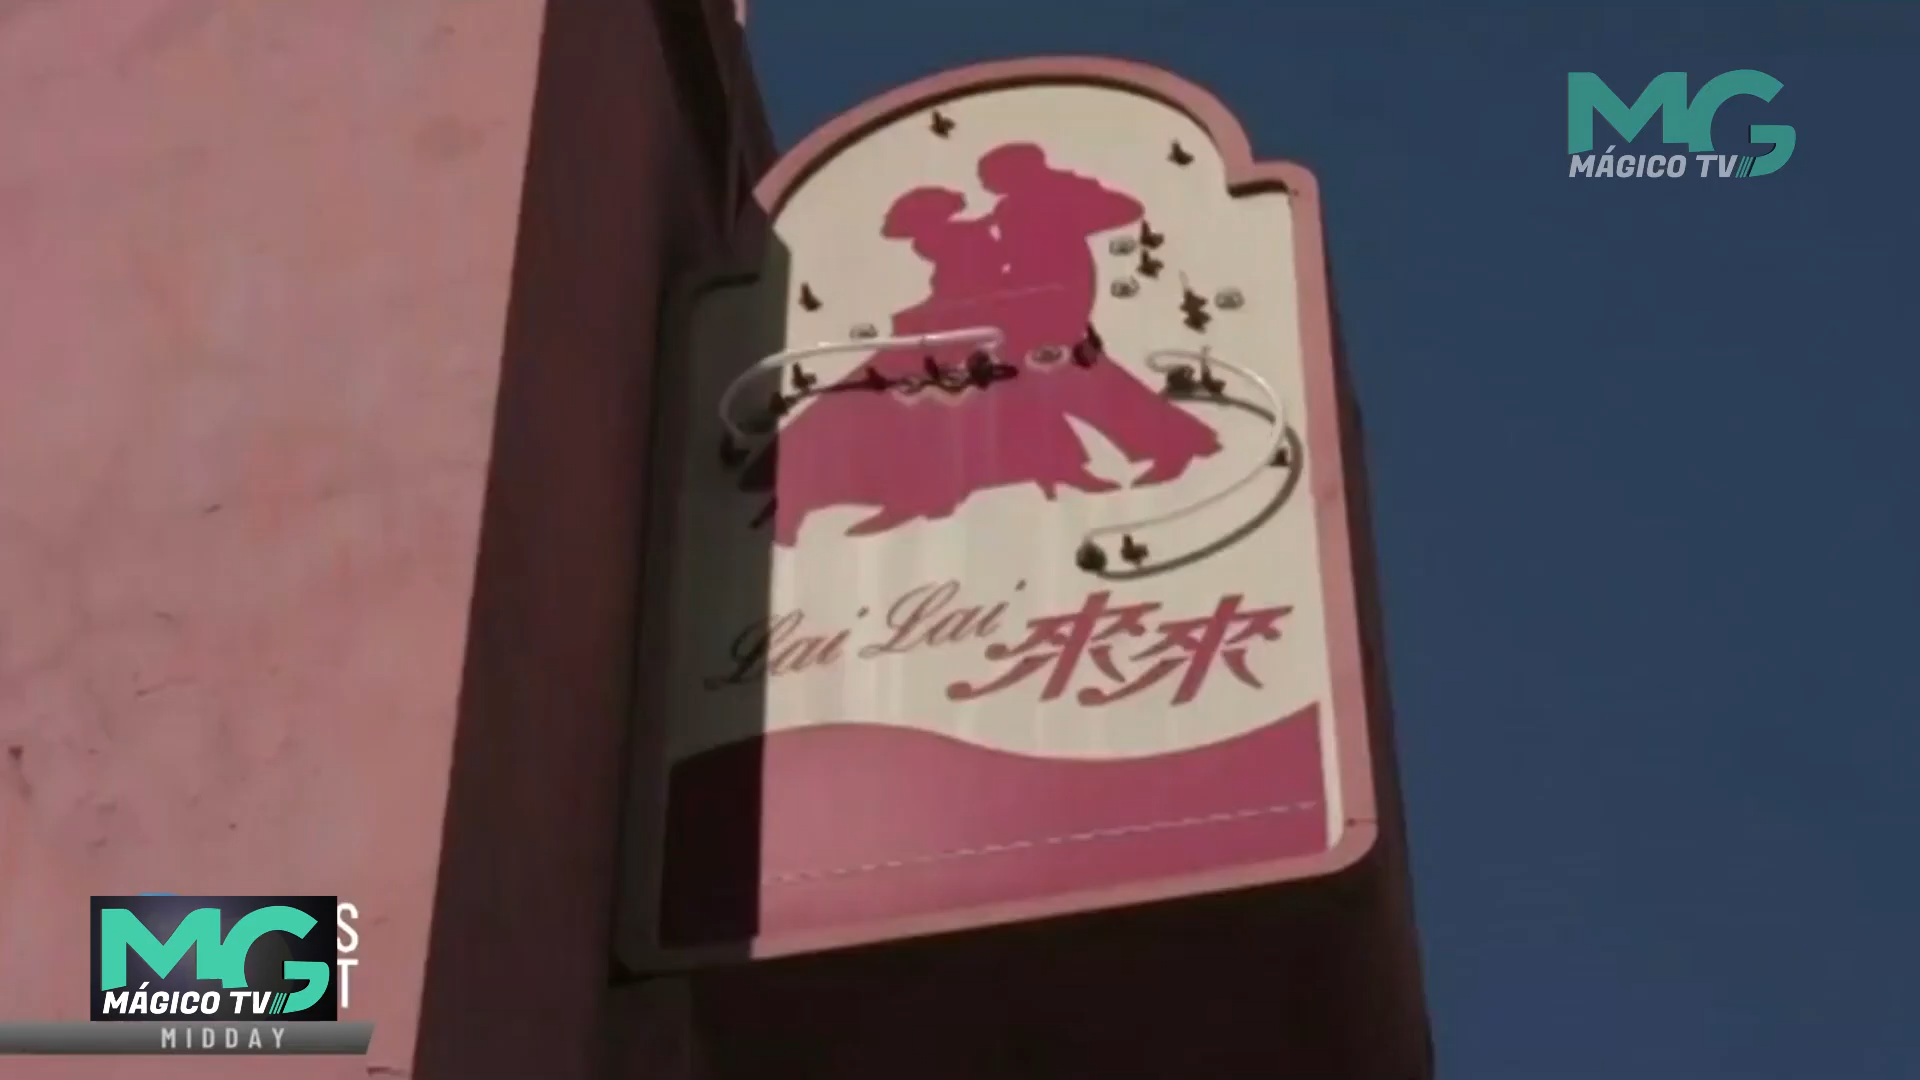 MG
MÁGICO TV
Lai Lai 來來
S
T
MG
MÁGICO TV
MIDDAY